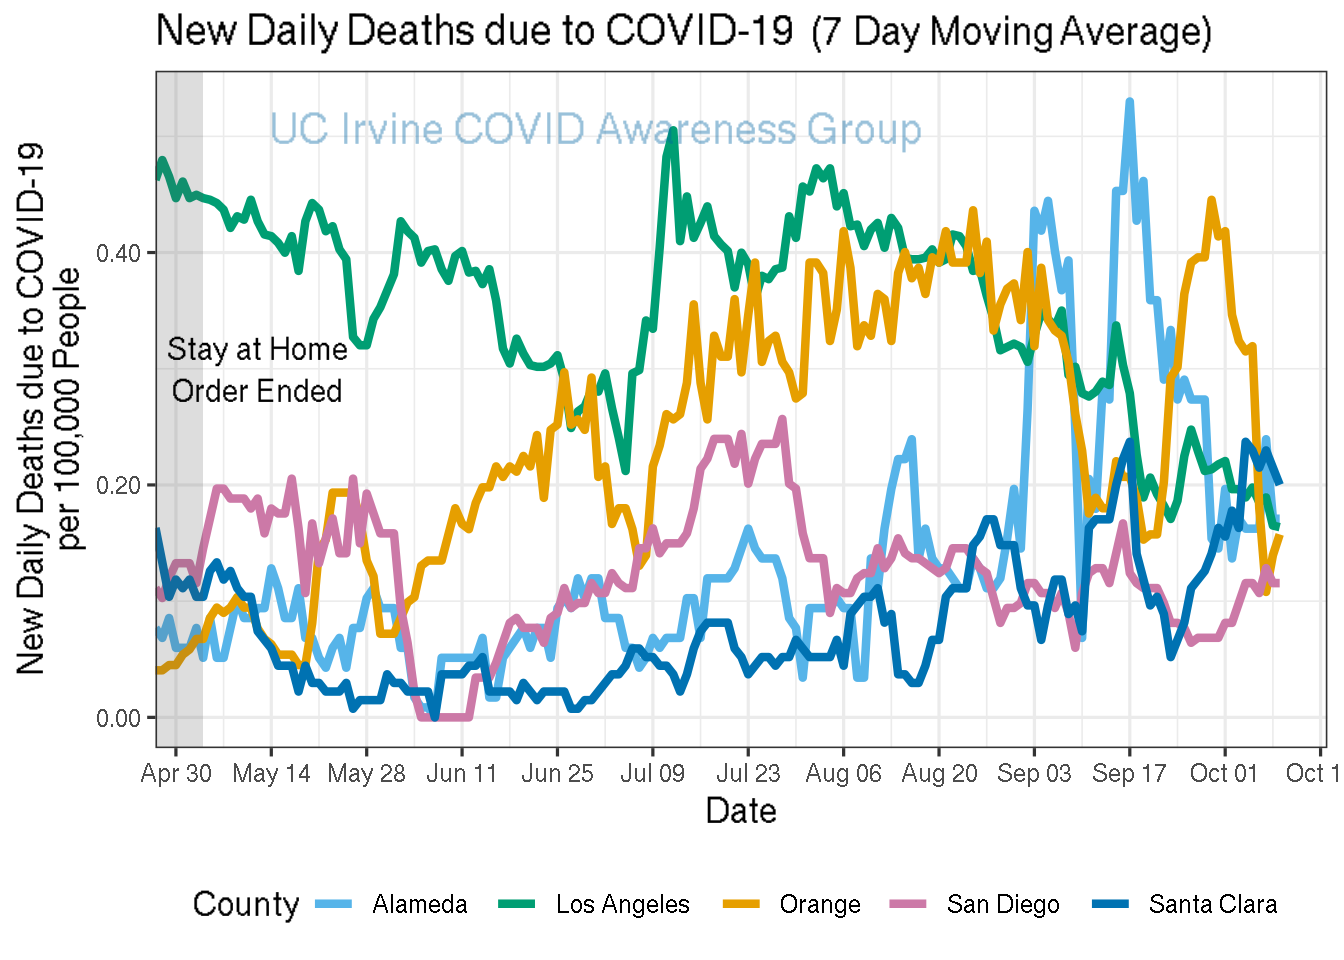 New Daily Deaths due to COVID-19 (7 Day Moving Average)
UC Irvine COVID Awareness Group
New Daily Deaths due to COVID-19
per 100,000 People
0.40
0.20
0.00
Stay at Home
Order Ended
Apr 30 May 14 May 28 Jun 11 Jun 25 Jul 09 Jul 23 Aug 06 Aug 20 Sep 03 Sep 17 Oct 01 Oct 1
Date
County Alameda Los Angeles Orange San Diego Santa Clara